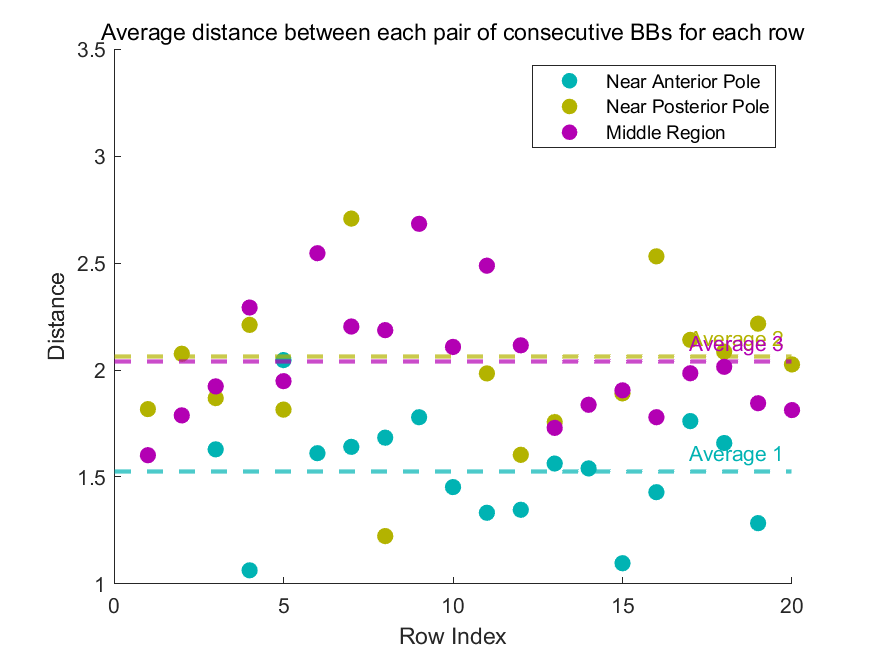 Average distance between each pair of consecutive BBs for each row
3.5
3
2.5
2
1.5
1
Distance
Near Anterior Pole
Near Posterior Pole
Middle Region
Average 2
Average 3
Average 1
0
5
10
15
20
Row Index